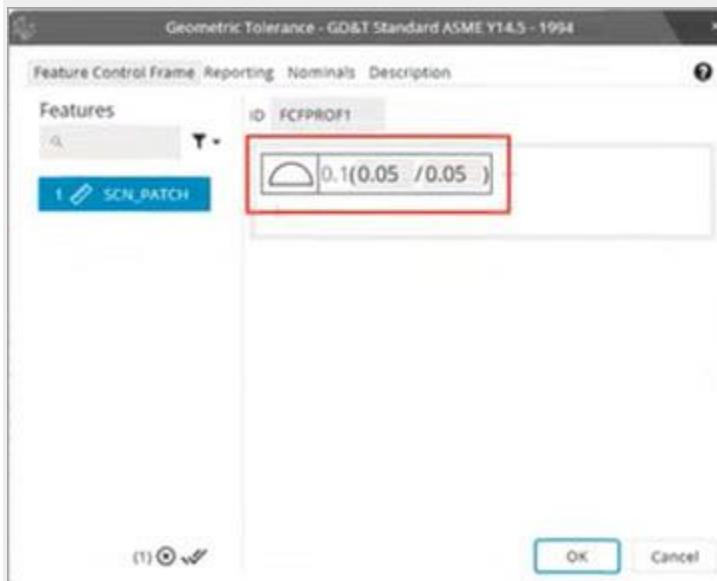 Geometric Tolerance - GD&T Standard ASME Y14.5 - 1994
Feature Control Frame Reporting Nominals Description
Features
ID FCFPROF1
0.1(0.05 /0.05 )
1 SCN_PATCH
(1)
OK Cancel